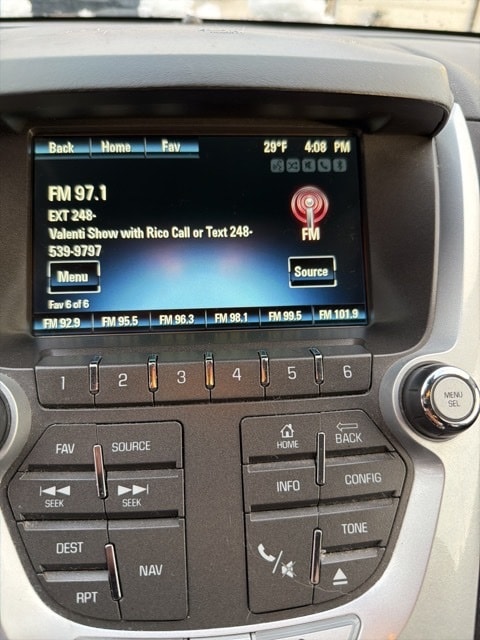 Back Home Fav 29°F 4:08 PM
FM 97.1
EXT 248-
Valenti Show with Rico Call or Text 248-
539-9797
FM
Menu Source
Fav 6 of 6
FM 92.9 FM 95.5 FM 96.3 FM 98.1 FM 99.5 FM 101.9
1 2 3 4 5 6
MENU
SEL
FAV SOURCE
HOME BACK
SEEK SEEK
INFO CONFIG
DEST NAV
RPT
TONE